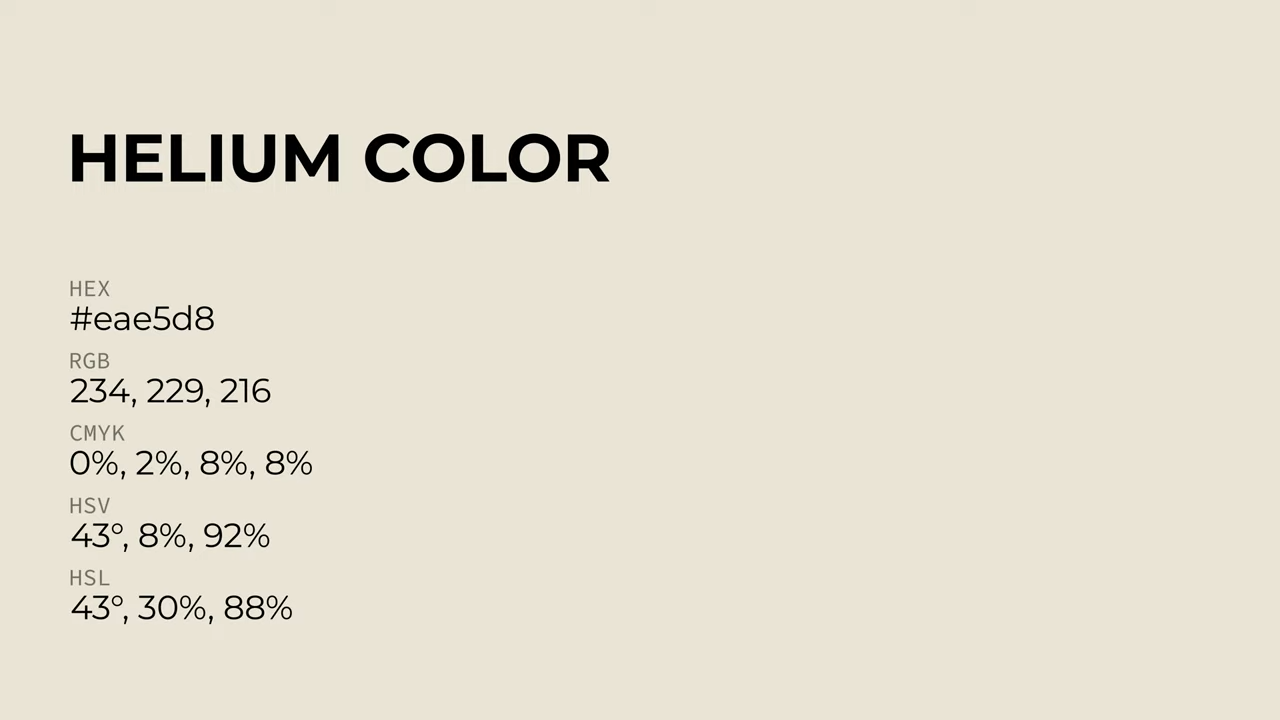 HELIUM COLOR
HEX
#eae5d8
RGB
234, 229, 216
CMYK
0%, 2%, 8%, 8%
HSV
43°, 8%, 92%
HSL
43°, 30%, 88%